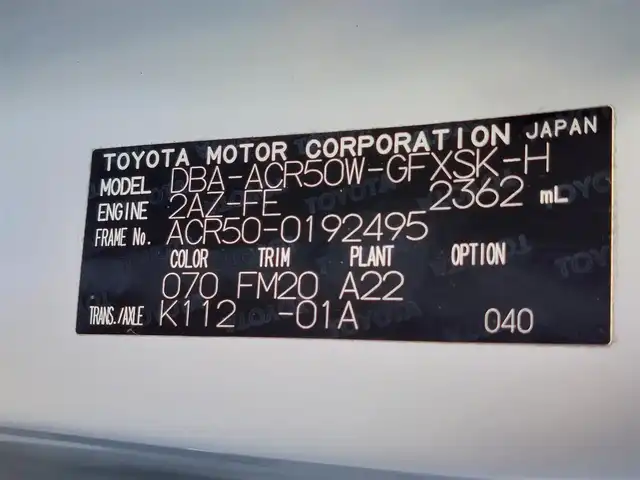 TOYOTA MOTOR CORPORATION JAPAN
MODEL DBA-ACR50W-GFXSK-H
ENGINE 2AZ-FE 2362 mL
FRAME No. ACR50-0192495
COLOR TRIM PLANT OPTION
070 FM20 A22
TRANS./AXLE K112 -01A 040